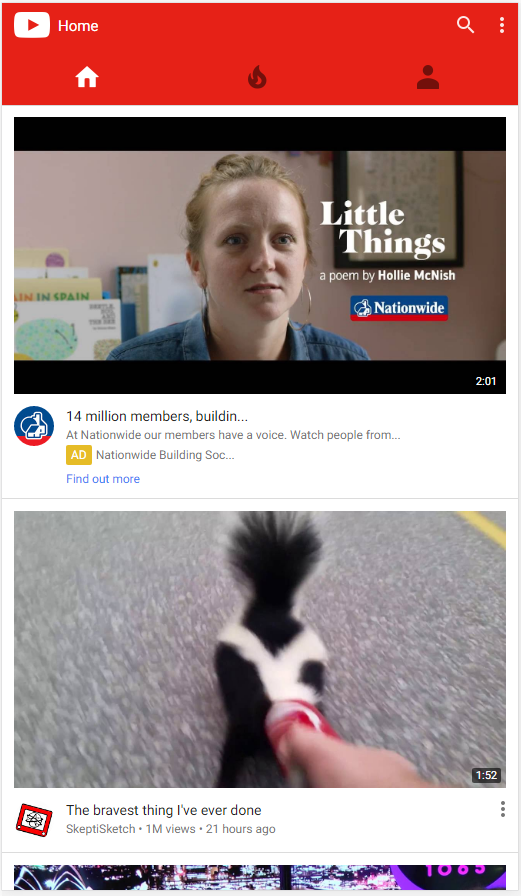 Home
Little
Things
a poem by Hollie McNish
Nationwide
IN IN SPAIN
2:01
14 million members, buildin...
At Nationwide our members have a voice. Watch people from...
AD Nationwide Building Soc...
Find out more
1:52
The bravest thing I've ever done
SkeptiSketch • 1M views • 21 hours ago